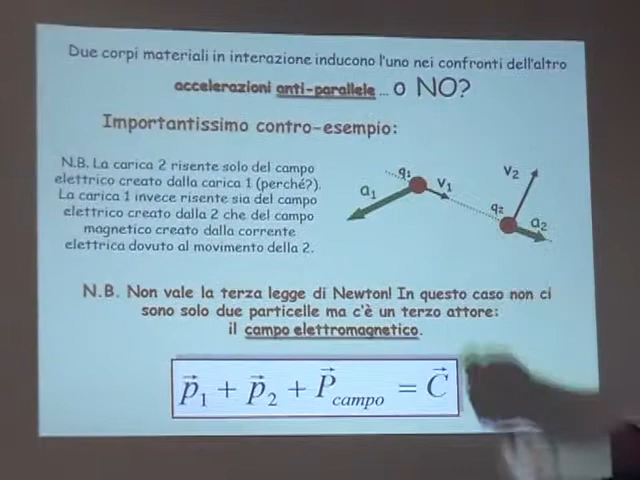 Due corpi materiali in interazione inducono l'uno nei confronti dell'altro
accelerazioni anti-parallele ... o NO?
Importantissimo contro-esempio:
N.B. La carica 2 risente solo del campo
elettrico creato dalla carica 1 (perché?).
La carica 1 invece risente sia del campo
elettrico creato dalla 2 che del campo
magnetico creato dalla corrente
elettrica dovuto al movimento della 2.
a₁ q₁ v₁ v₂ q₂ a₂
N.B. Non vale la terza legge di Newton! In questo caso non ci
sono solo due particelle ma c'è un terzo attore:
il campo elettromagnetico.
p⃗₁ + p⃗₂ + P⃗campo = C⃗